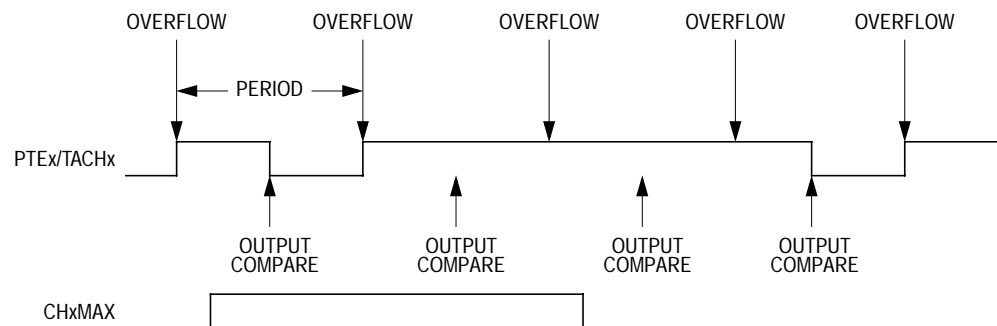 OVERFLOW OVERFLOW OVERFLOW OVERFLOW OVERFLOW
PERIOD
PTEx/TACHx
OUTPUT
COMPARE
OUTPUT
COMPARE
OUTPUT
COMPARE
OUTPUT
COMPARE
CHxMAX